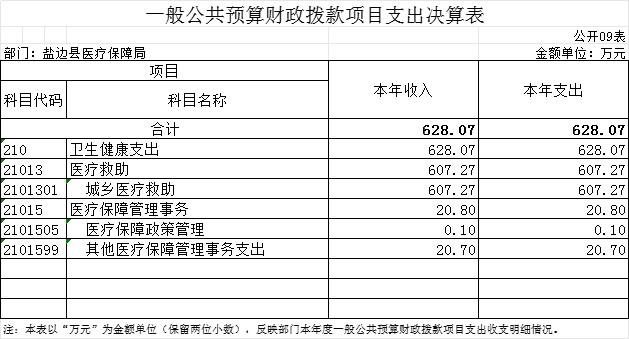 一般公共预算财政拨款项目支出决算表
公开09表
部门：盐边县医疗保障局 金额单位：万元
项目 本年收入 本年支出
科目代码 科目名称
合计 628.07 628.07
210 卫生健康支出 628.07 628.07
21013 医疗救助 607.27 607.27
2101301 城乡医疗救助 607.27 607.27
21015 医疗保障管理事务 20.80 20.80
2101505 医疗保障政策管理 0.10 0.10
2101599 其他医疗保障管理事务支出 20.70 20.70
注：本表以“万元”为金额单位（保留两位小数），反映部门本年度一般公共预算财政拨款项目支出收支明细情况。